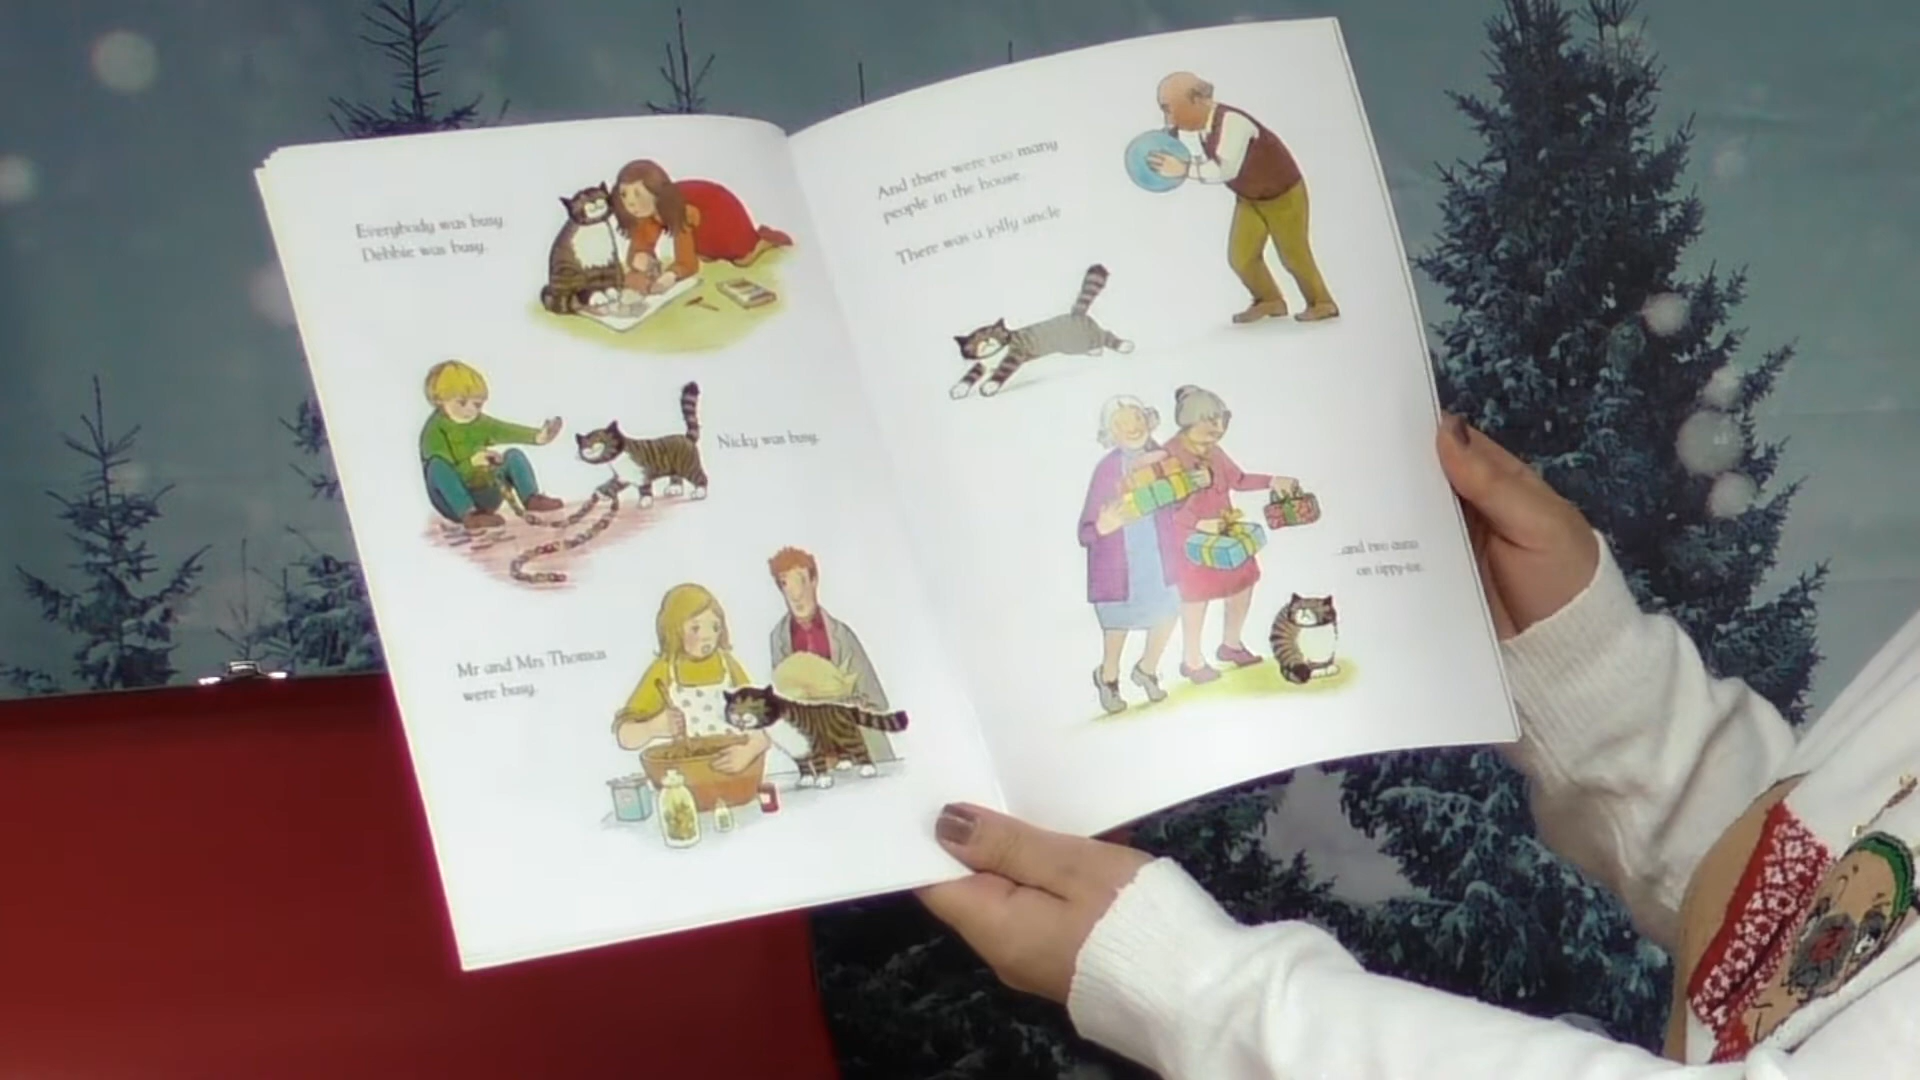 Everybody was busy.
Debbie was busy.
Nicky was busy.
Mr and Mrs Thomas
were busy.
And there were too many
people in the house.
There was a jolly uncle
...and two aunts
on tippy-toe.